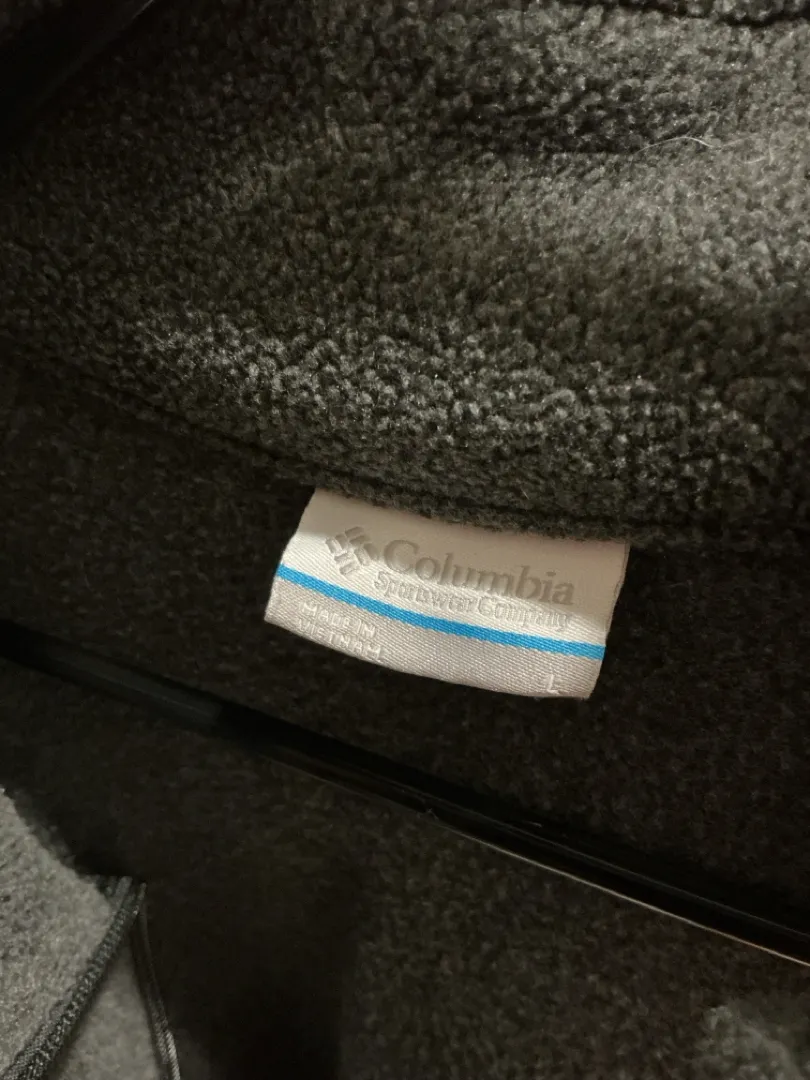 Columbia
Sportswear Company
MADE IN
VIETNAM
L